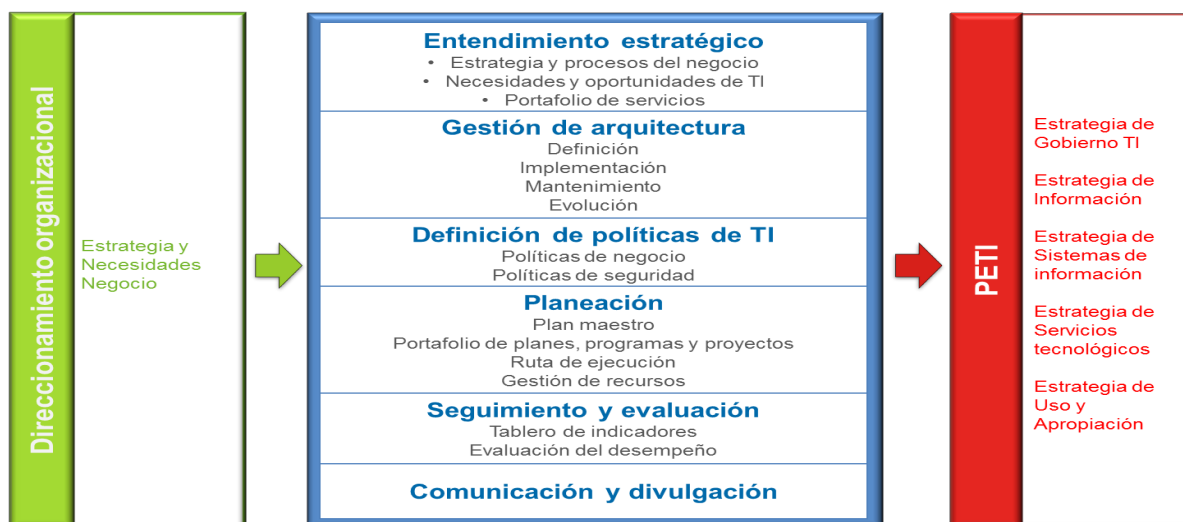 Direccionamiento organizacional
Estrategia y
Necesidades
Negocio
Entendimiento estratégico
• Estrategia y procesos del negocio
• Necesidades y oportunidades de TI
• Portafolio de servicios
Gestión de arquitectura
Definición
Implementación
Mantenimiento
Evolución
Definición de políticas de TI
Políticas de negocio
Políticas de seguridad
Planeación
Plan maestro
Portafolio de planes, programas y proyectos
Ruta de ejecución
Gestión de recursos
Seguimiento y evaluación
Tablero de indicadores
Evaluación del desempeño
Comunicación y divulgación
PETI
Estrategia de
Gobierno TI
Estrategia de
Información
Estrategia de
Sistemas de
información
Estrategia de
Servicios
tecnológicos
Estrategia de
Uso y
Apropiación